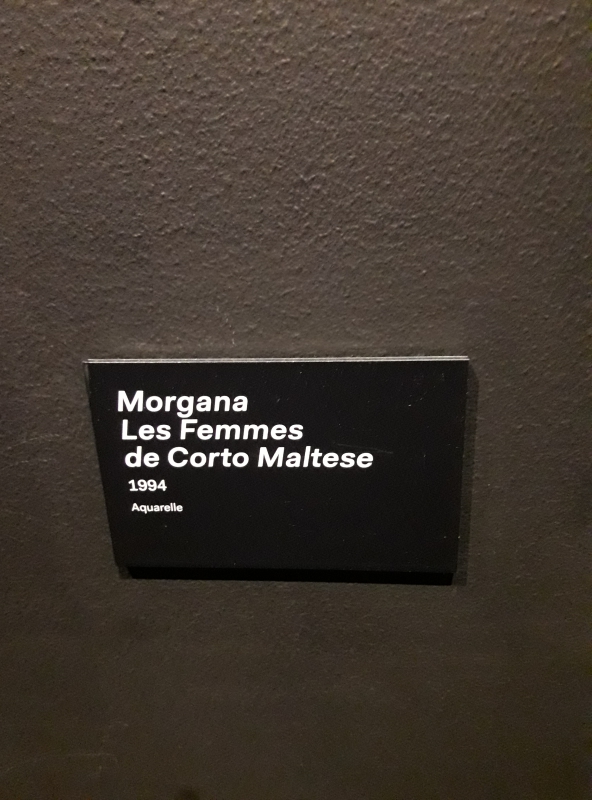 Morgana
Les Femmes
de Corto Maltese
1994
Aquarelle